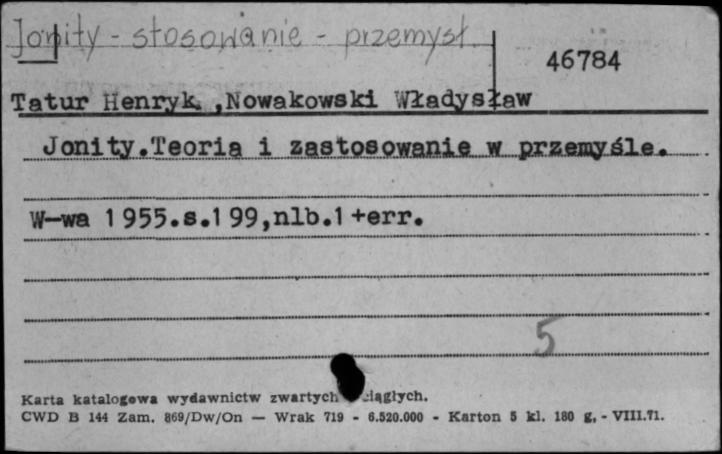 Jonity - stosowanie - przemysł
46784
Tatur Henryk ,Nowakowski Władysław
Jonity.Teoria i zastosowanie w przemyśle.
W-wa 1955.s.199,nlb.1+err.
5
Karta katalogowa wydawnictw zwartych ciągłych.
CWD B 144 Zam. 869/Dw/On — Wrak 719 - 6.520.000 - Karton 5 kl. 180 g, - VIII.71.